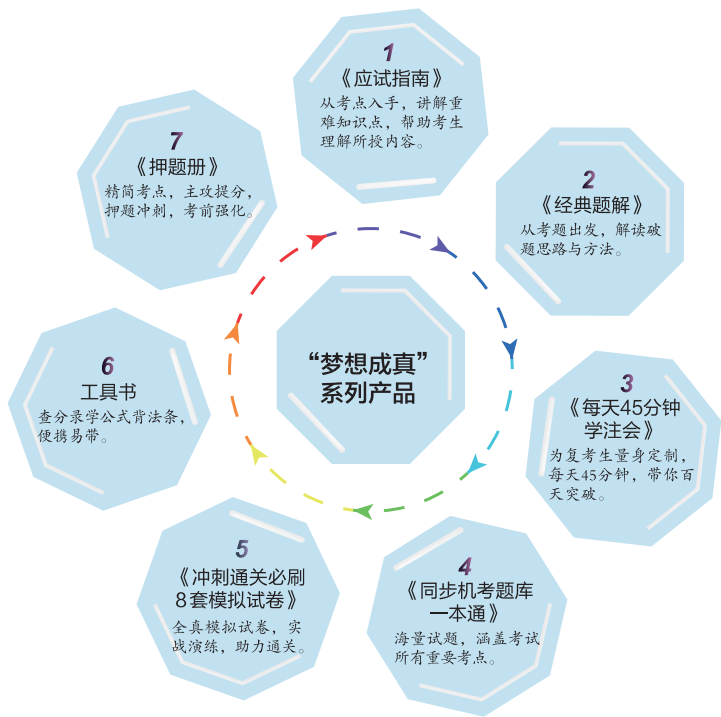 1
《应试指南》
从考点入手，讲解重
难知识点，帮助考生
理解所授内容。
2
《经典题解》
从考题出发，解读破
题思路与方法。
3
《每天45分钟
学注会》
为复考生量身定制，
每天45分钟，带你百
天突破。
4
《同步机考题库
一本通》
海量试题，涵盖考试
所有重要考点。
5
《冲刺通关必刷
8套模拟试卷》
全真模拟试卷，实
战演练，助力通关。
6
工具书
查分录学公式背法条，
便携易带。
7
《押题册》
精简考点，主攻提分，
押题冲刺，考前强化。
“梦想成真”
系列产品